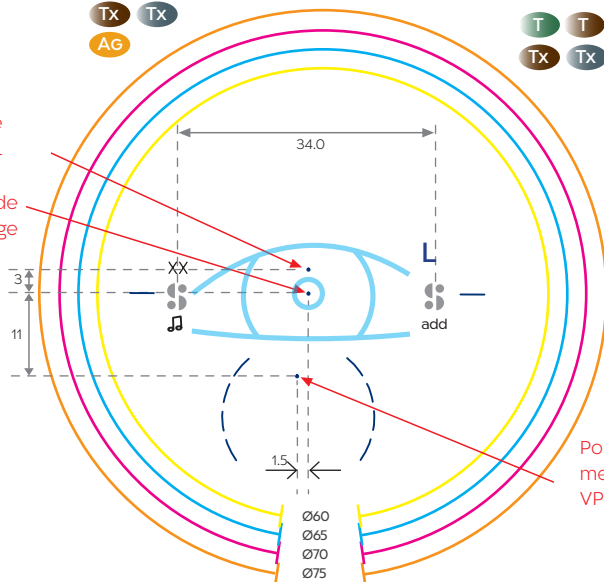 Tx Tx
AG
T T
Tx Tx
34.0
de
ge
XX
3
L
add
11
1.5
Po
me
VP
Ø60
Ø65
Ø70
Ø75